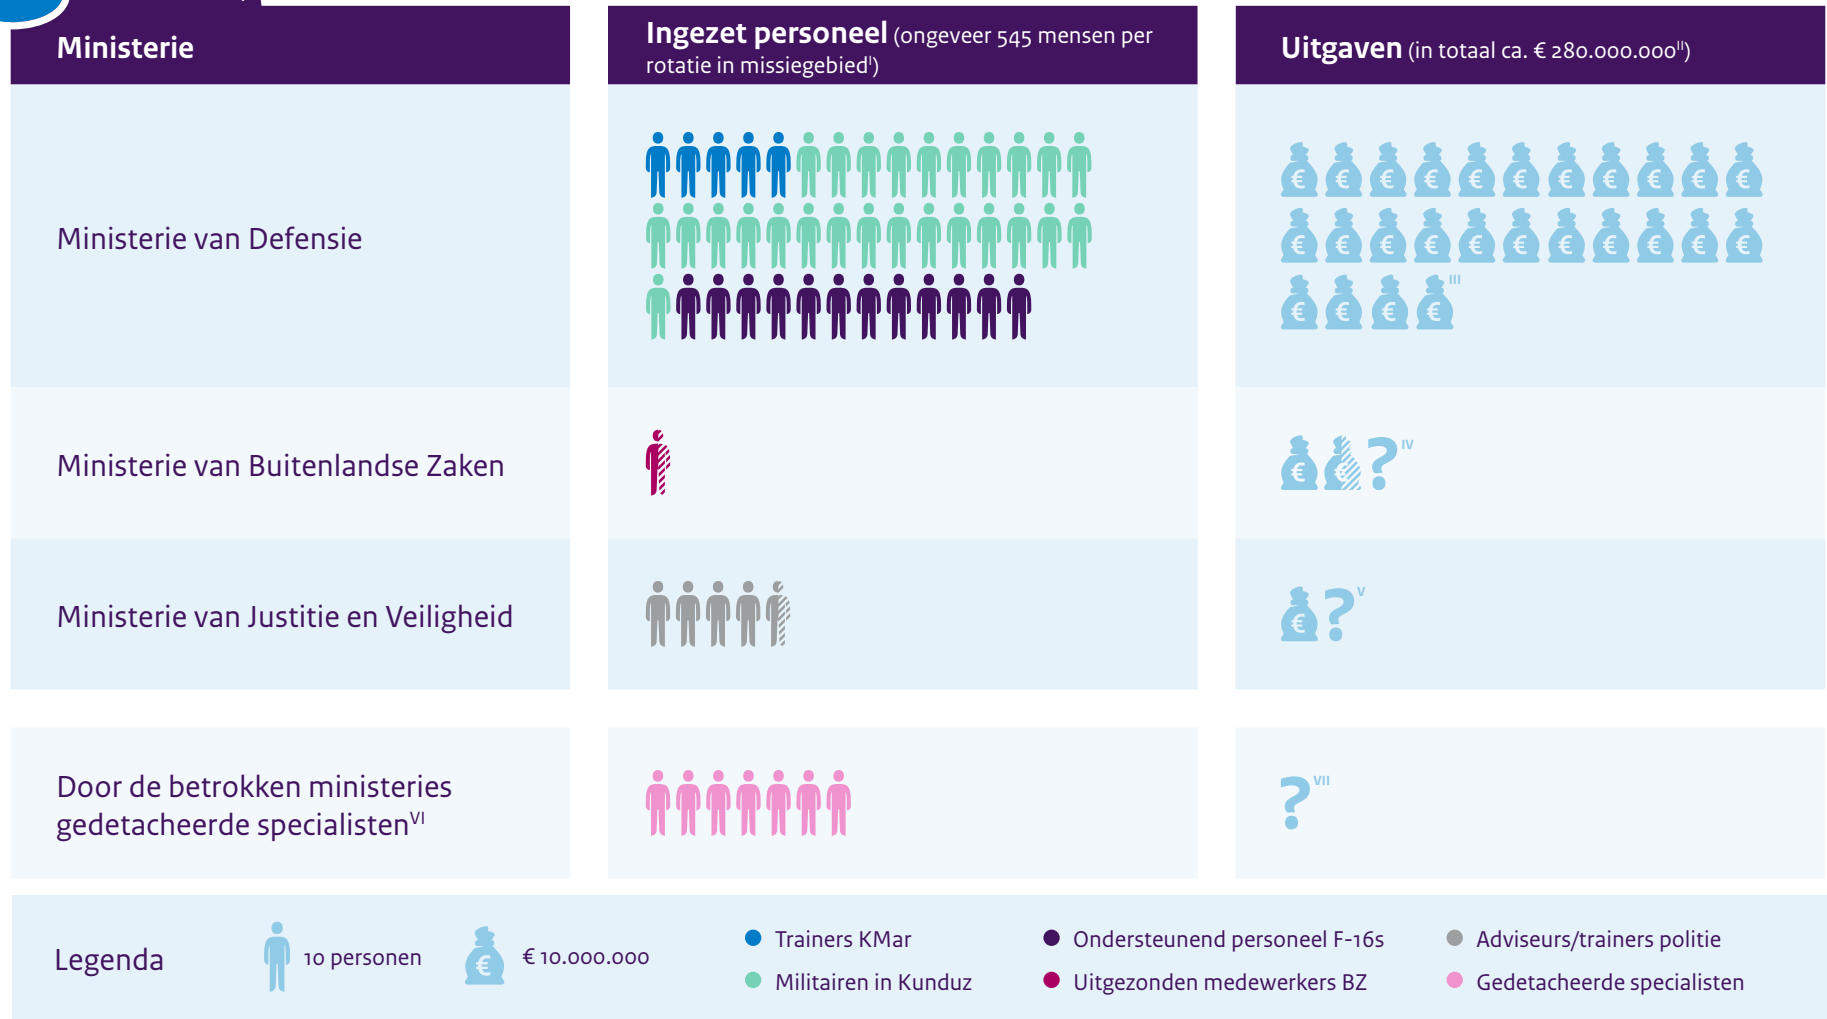 Ministerie
Ingezet personeel (ongeveer 545 mensen per
rotatie in missiegebiedI)
Uitgaven (in totaal ca. € 280.000.000II)
Ministerie van Defensie
€ € € € € € € € € € €
€ € € € € € € € € € €
€ € € € III
Ministerie van Buitenlandse Zaken
€ € ? IV
Ministerie van Justitie en Veiligheid
€ ? V
Door de betrokken ministeries
gedetacheerde specialistenVI
? VII
Legenda
10 personen
€
€ 10.000.000
Trainers KMar
Militairen in Kunduz
Ondersteunend personeel F-16s
Uitgezonden medewerkers BZ
Adviseurs/trainers politie
Gedetacheerde specialisten